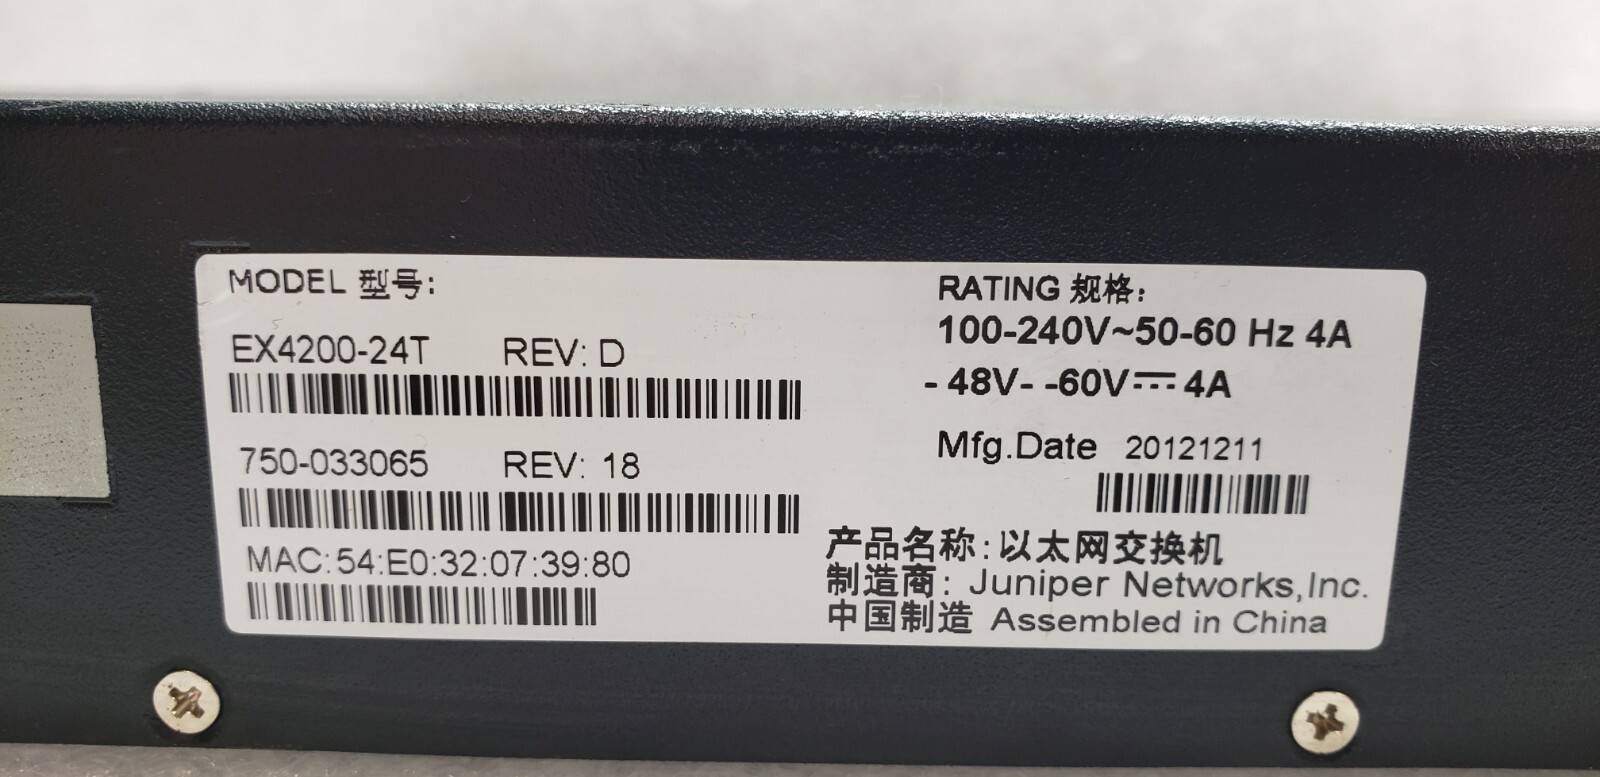 MODEL 型号:
EX4200-24T REV: D
750-033065 REV: 18
MAC:54:E0:32:07:39:80
RATING 规格:
100-240V~50-60 Hz 4A
- 48V- -60V⎓ 4A
Mfg.Date 20121211
产品名称:以太网交换机
制造商: Juniper Networks,Inc.
中国制造 Assembled in China